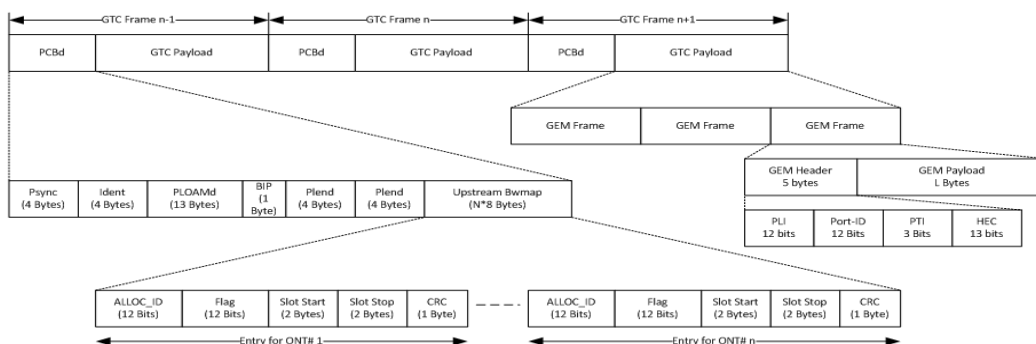 GTC Frame n-1
GTC Frame n
GTC Frame n+1
PCBd
GTC Payload
PCBd
GTC Payload
PCBd
GTC Payload
GEM Frame
GEM Frame
GEM Frame
GEM Header
5 bytes
GEM Payload
L Bytes
Psync
(4 Bytes)
Ident
(4 Bytes)
PLOAMd
(13 Bytes)
BIP
(1
Byte)
Plend
(4 Bytes)
Plend
(4 Bytes)
Upstream Bwmap
(N*8 Bytes)
PLI
12 bits
Port-ID
12 Bits
PTI
3 Bits
HEC
13 bits
ALLOC_ID
(12 Bits)
Flag
(12 Bits)
Slot Start
(2 Bytes)
Slot Stop
(2 Bytes)
CRC
(1 Byte)
ALLOC_ID
(12 Bits)
Flag
(12 Bits)
Slot Start
(2 Bytes)
Slot Stop
(2 Bytes)
CRC
(1 Byte)
Entry for ONT# 1
Entry for ONT# n